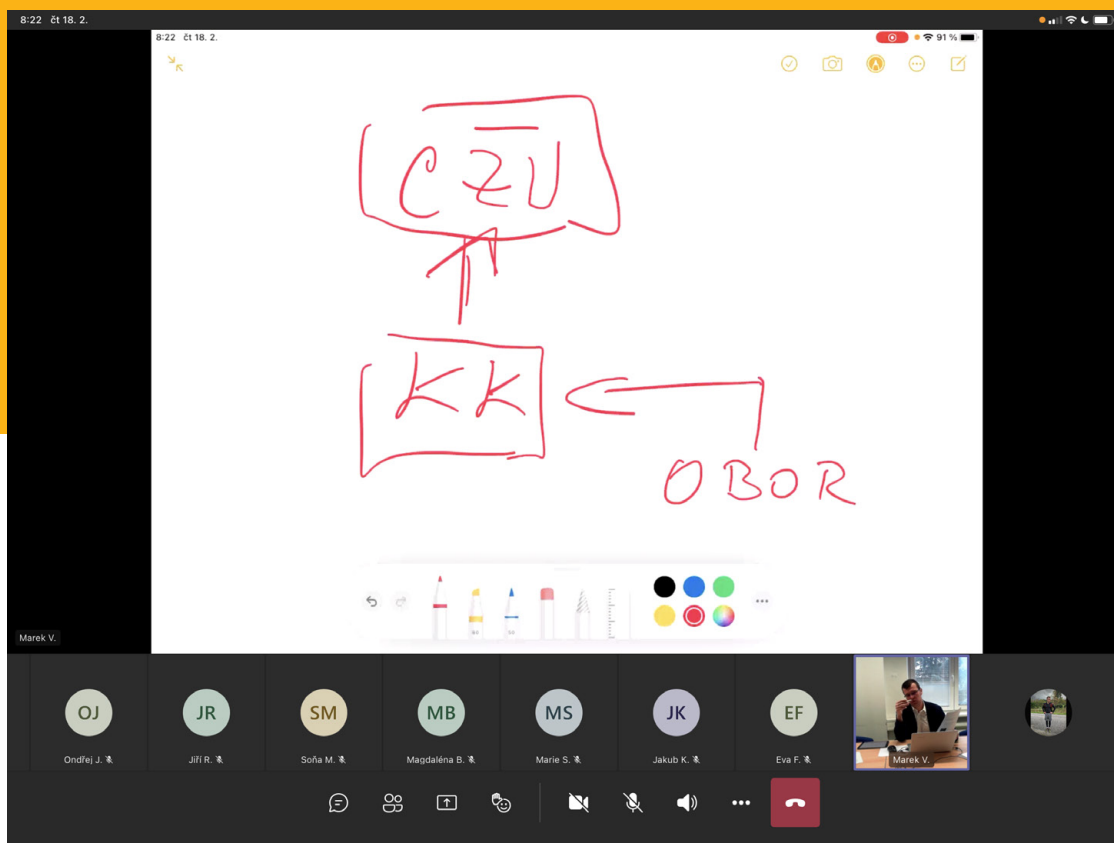 8:22 čt 18. 2.
8:22 čt 18. 2. 91 %
CZU
KK
OBOR
Marek V.
OJ JR SM MB MS JK EF
Ondřej J. Jiří R. Soňa M. Magdaléna B. Marie S. Jakub K. Eva F. Marek V.